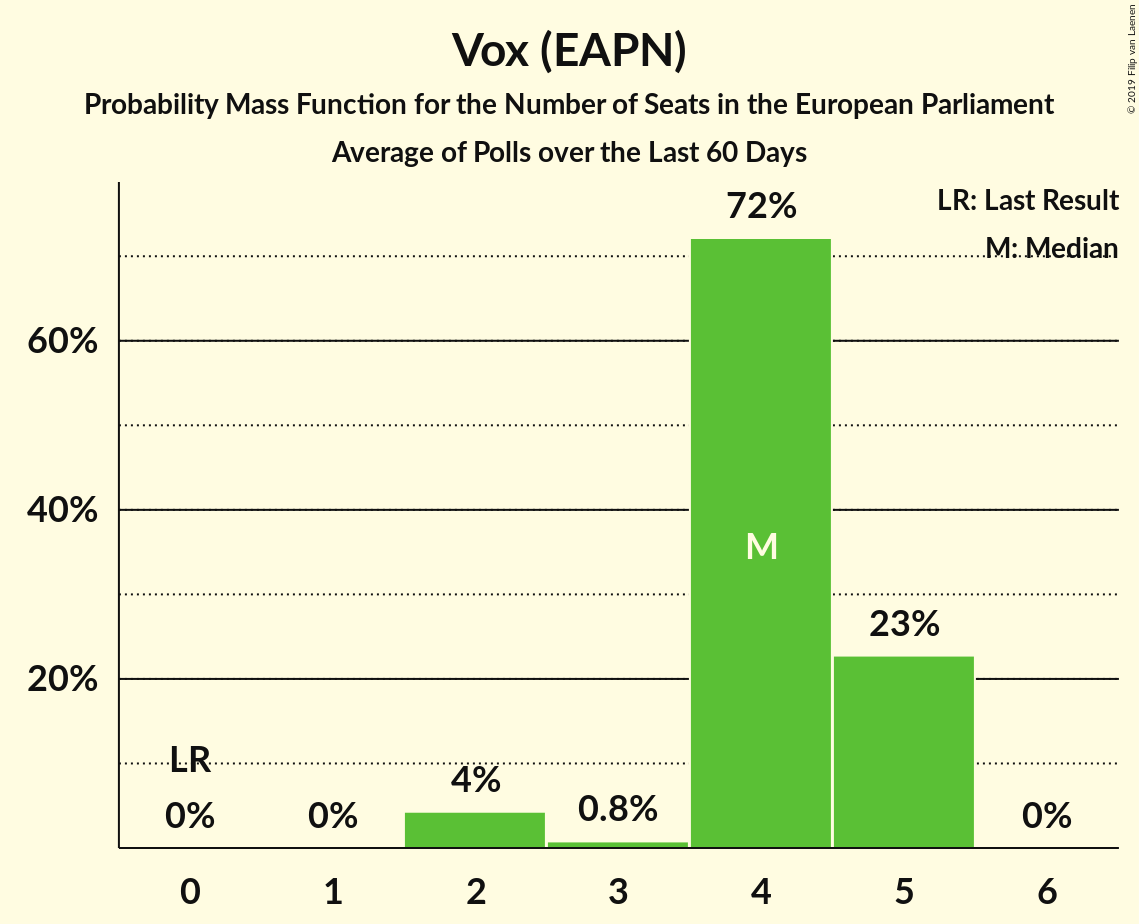 Vox (EAPN)
Probability Mass Function for the Number of Seats in the European Parliament
Average of Polls over the Last 60 Days
© 2019 Filip van Laenen
LR: Last Result
M: Median
72%
60%
40%
M
23%
20%
LR
4%
0.8%
0%
0%
0%
0 1 2 3 4 5 6